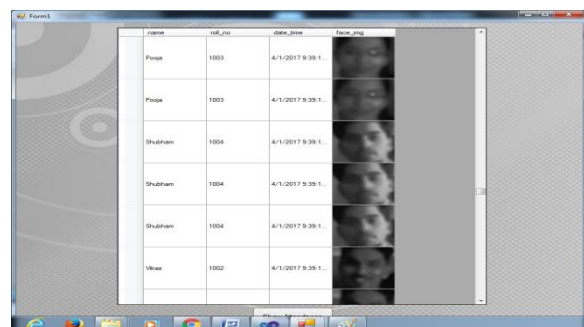 Form1
name roll_no date_time face_img
Pooja 1003 4/1/2017 9:39:1...
Pooja 1003 4/1/2017 9:39:1...
Shubham 1004 4/1/2017 9:39:1...
Shubham 1004 4/1/2017 9:39:1...
Shubham 1004 4/1/2017 9:39:1...
Vikas 1002 4/1/2017 9:39:1...